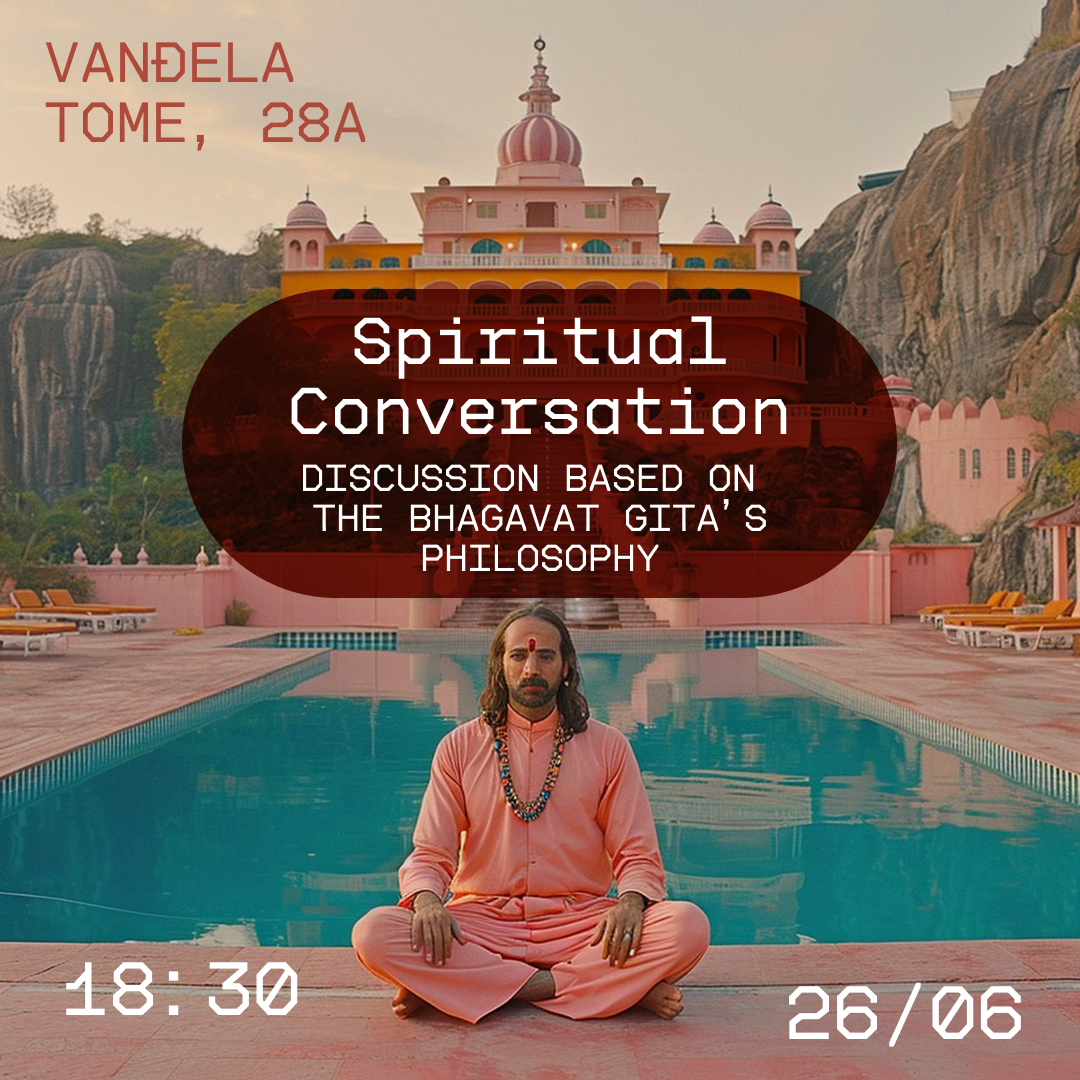 VANĐELA
TOME, 28A
Spiritual
Conversation
DISCUSSION BASED ON
THE BHAGAVAT GITA'S
PHILOSOPHY
18:30
26/06